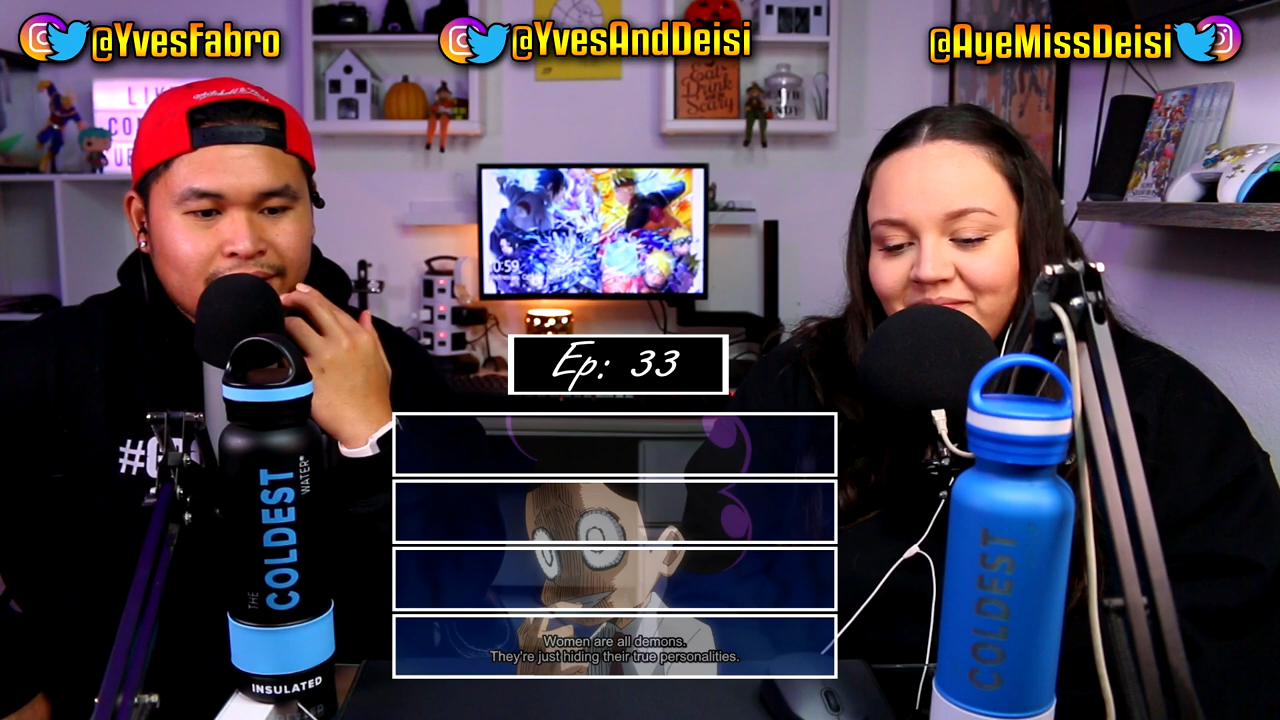 @YvesFabro
@YvesAndDeisi
@AyeMissDeisi
Eat
Drink
Scary
0:59
Ep: 33
THE
COLDEST
WATER
INSULATED
COLDEST
Women are all demons.
They're just hiding their true personalities.